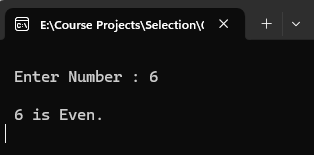 E:\Course Projects\Selection\
Enter Number : 6
6 is Even.